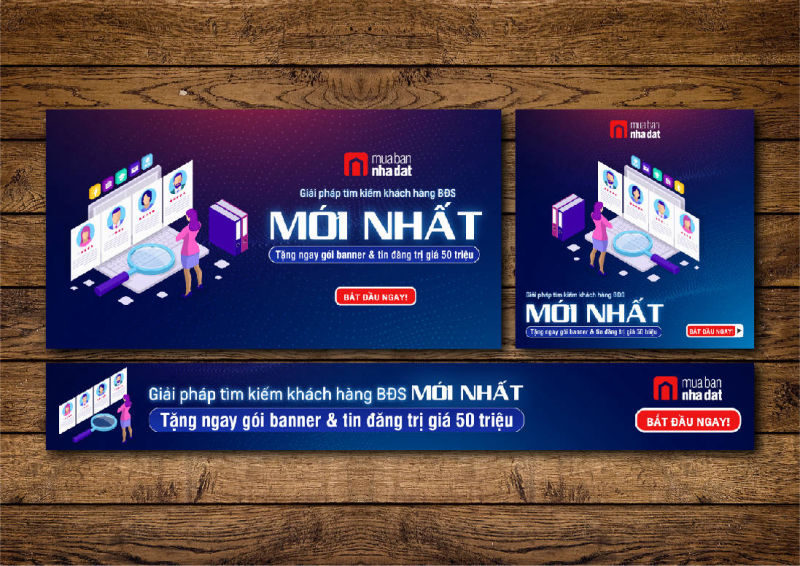 mua ban
nha dat
Giải pháp tìm kiếm khách hàng BĐS
MỚI NHẤT
Tặng ngay gói banner & tin đăng trị giá 50 triệu
BẮT ĐẦU NGAY!
mua ban
nha dat
Giải pháp tìm kiếm khách hàng BĐS
MỚI NHẤT
Tặng ngay gói banner & tin đăng trị giá 50 triệu
BẮT ĐẦU NGAY!
Giải pháp tìm kiếm khách hàng BĐS MỚI NHẤT
Tặng ngay gói banner & tin đăng trị giá 50 triệu
mua ban
nha dat
BẮT ĐẦU NGAY!